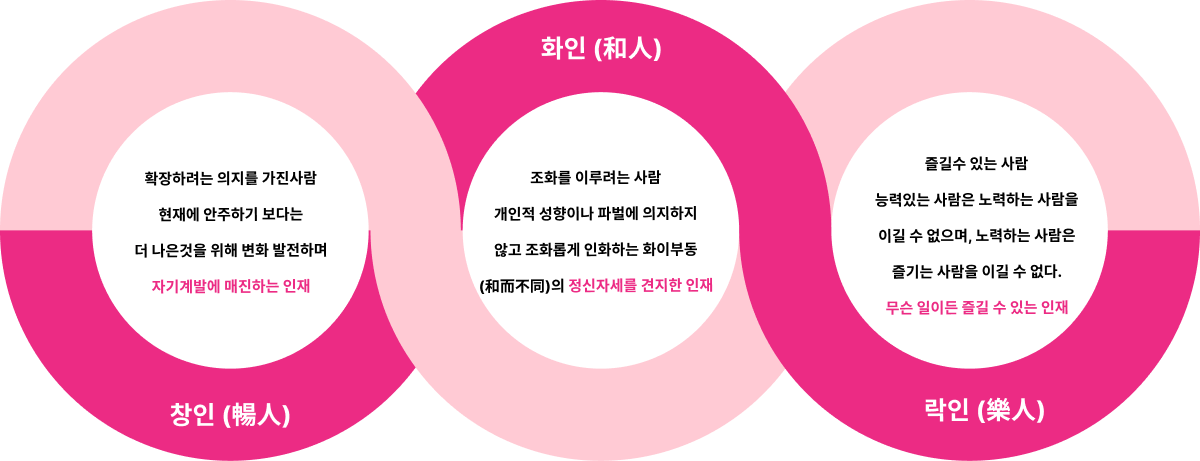 확장하려는 의지를 가진사람
현재에 안주하기 보다는
더 나은것을 위해 변화 발전하며
자기계발에 매진하는 인재
창인 (暢人)
화인 (和人)
조화를 이루려는 사람
개인적 성향이나 파벌에 의지하지
않고 조화롭게 인화하는 화이부동
(和而不同)의 정신자세를 견지한 인재
즐길수 있는 사람
능력있는 사람은 노력하는 사람을
이길 수 없으며, 노력하는 사람은
즐기는 사람을 이길 수 없다.
무슨 일이든 즐길 수 있는 인재
락인 (樂人)